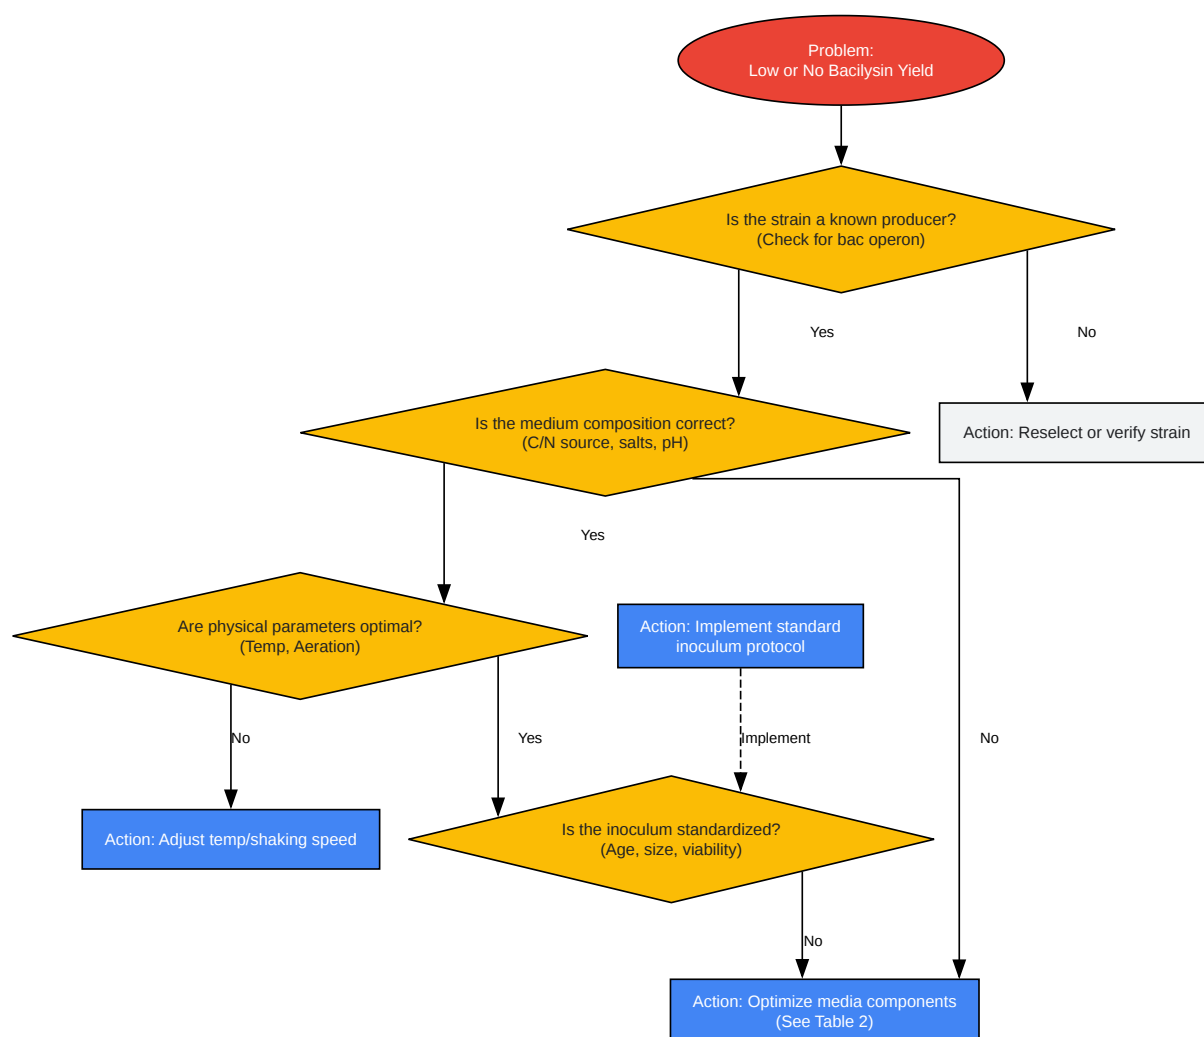 Problem:
Low or No Bacilysin Yield
Is the strain a known producer?
(Check for bac operon)
Yes
No
Is the medium composition correct?
(C/N source, salts, pH)
Action: Reselect or verify strain
Yes
Are physical parameters optimal?
(Temp, Aeration)
Action: Implement standard
inoculum protocol
No
Yes
Implement
No
Action: Adjust temp/shaking speed
Is the inoculum standardized?
(Age, size, viability)
No
Action: Optimize media components
(See Table 2)